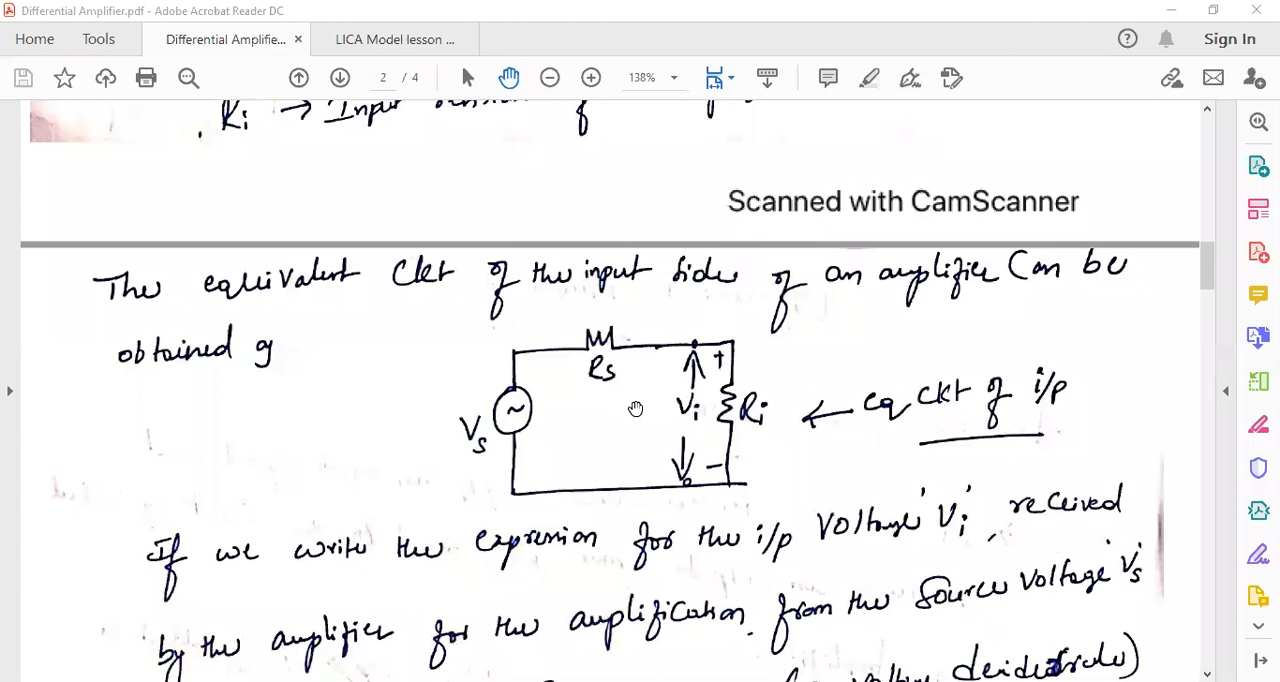 Differential Amplifier.pdf - Adobe Acrobat Reader DC
Home Tools Differential Amplifie... × LICA Model lesson ... Sign In
2 / 4 138%
Ri → Input
Scanned with CamScanner
The equivalent Ckt of the input side of an amplifier Can be
obtained as
Rs
+
Vs ~ Vi Ri ← eq ckt of i/p
-
If we write the expression for the i/p voltage 'Vi' received
by the amplifier for the amplification from the Source voltage 'Vs'